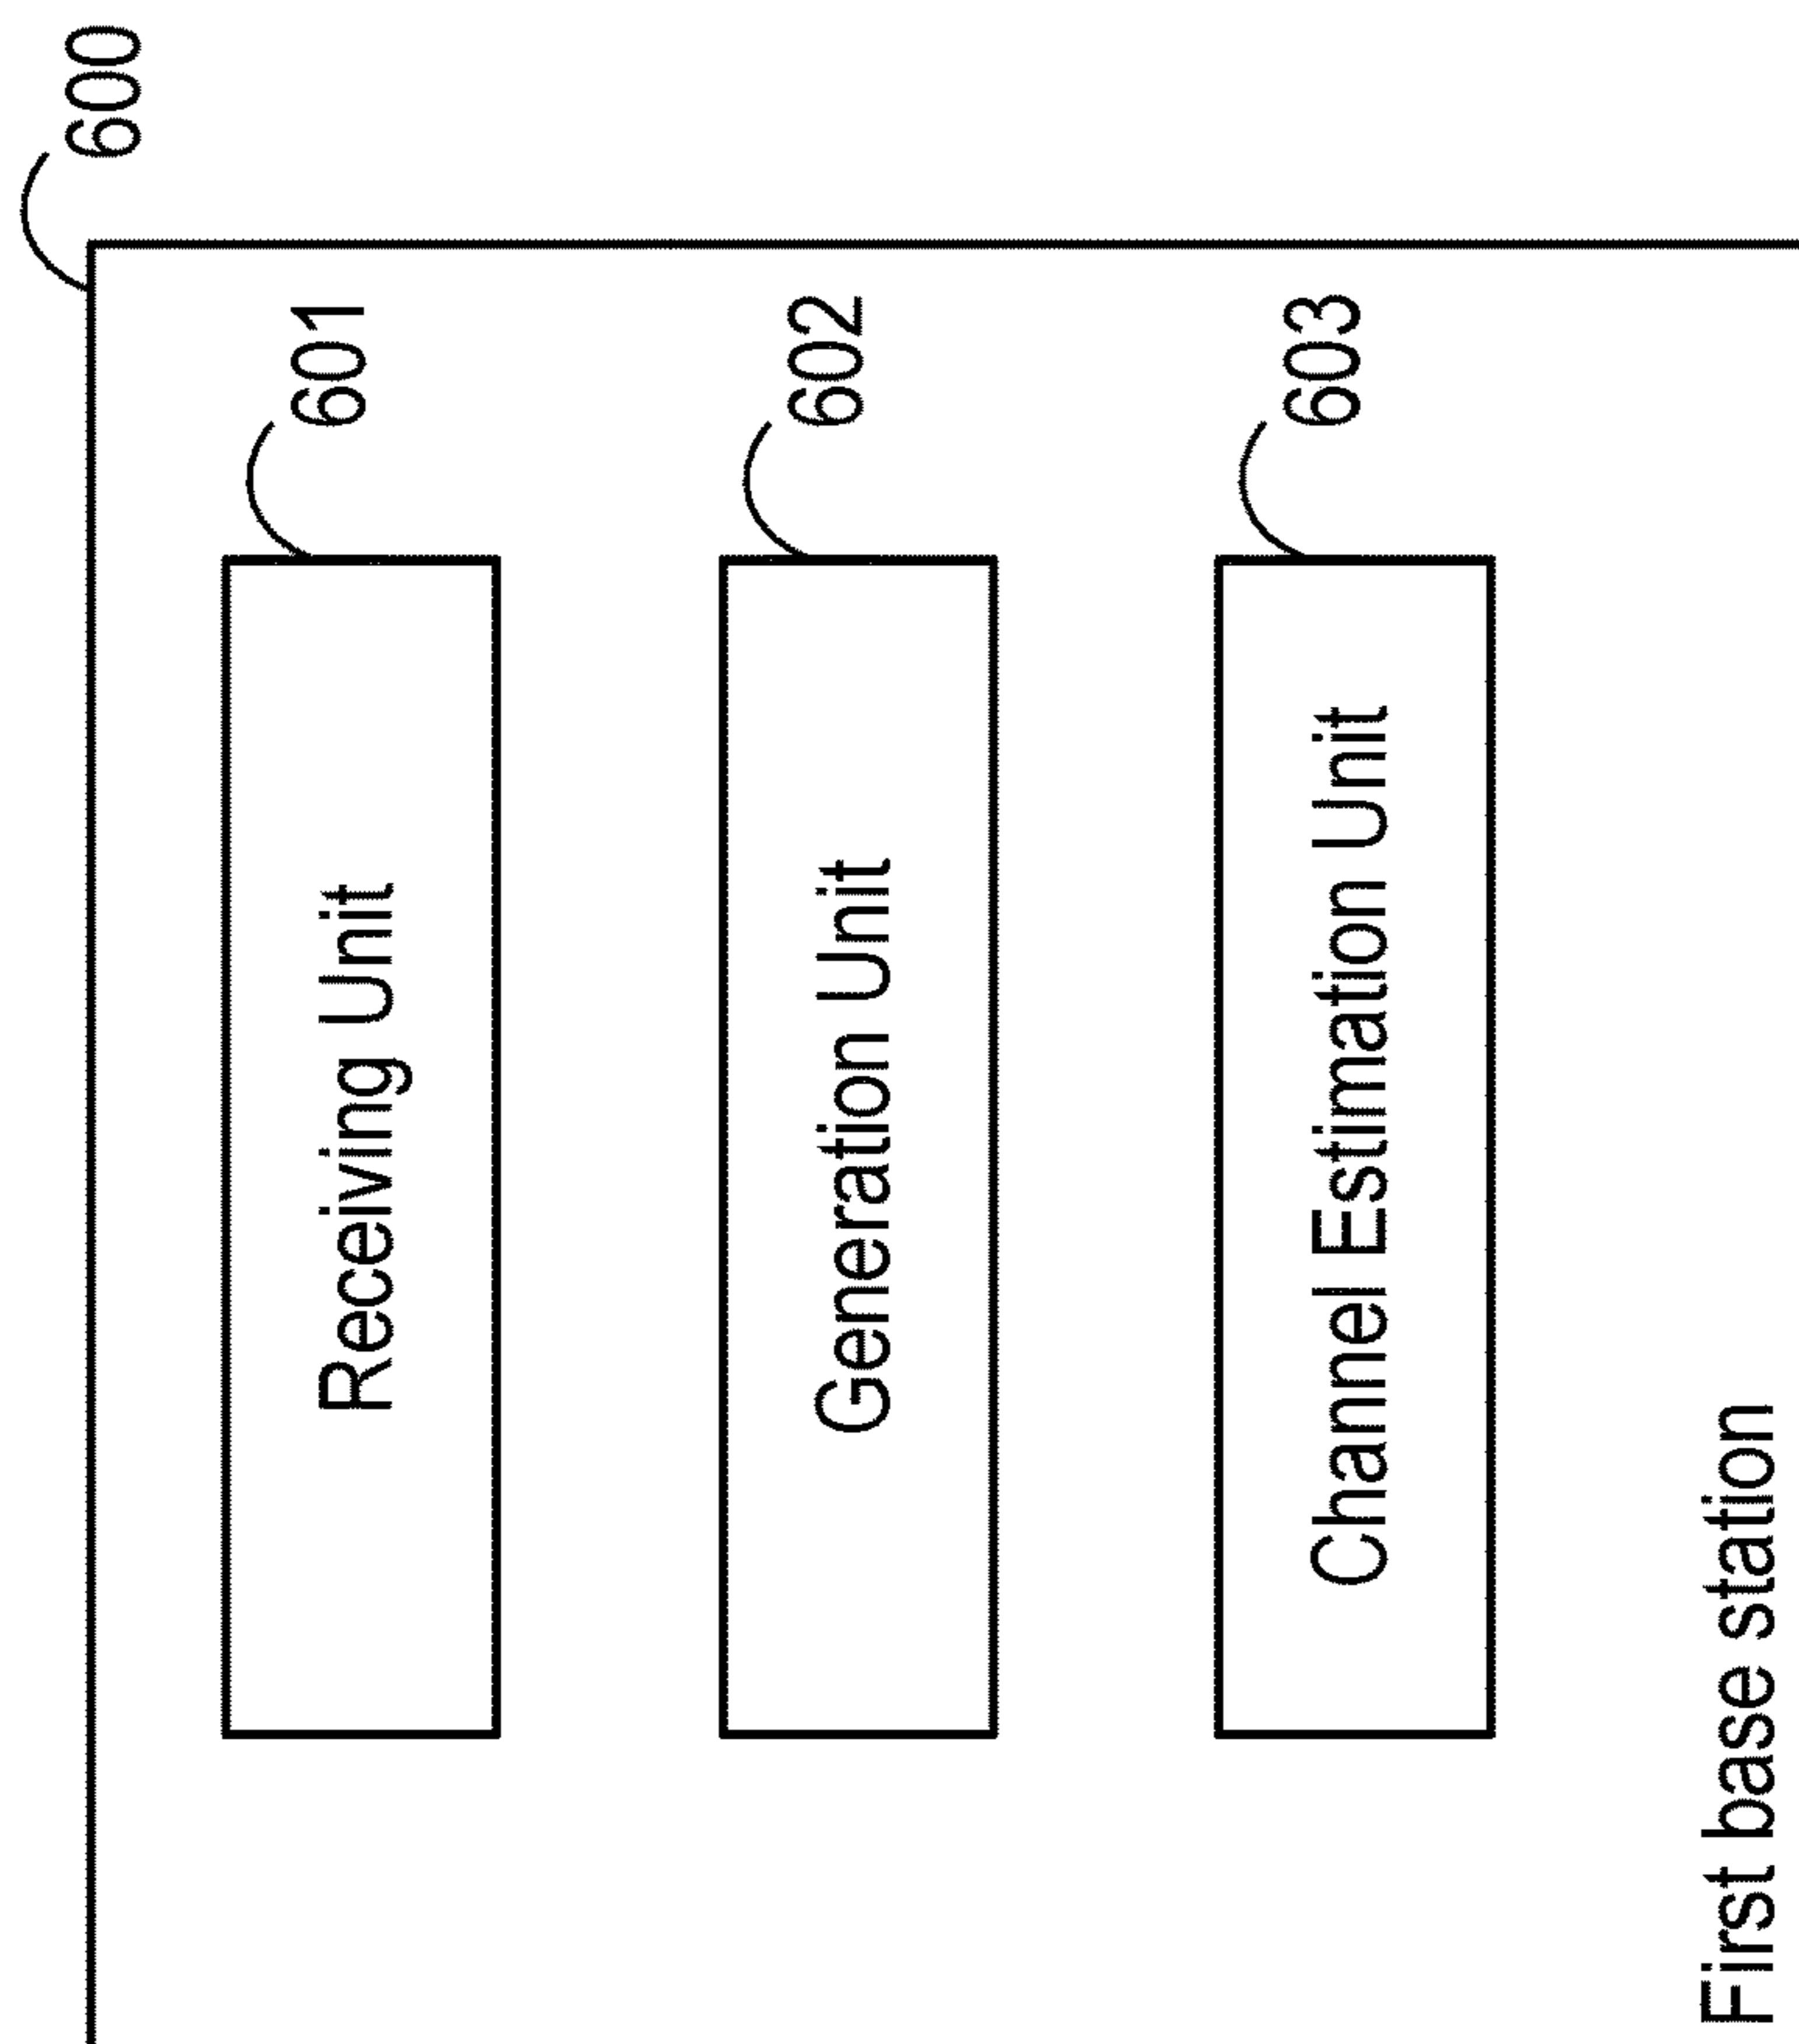 600
601
Receiving Unit
602
Generation Unit
603
Channel Estimation Unit
First base station